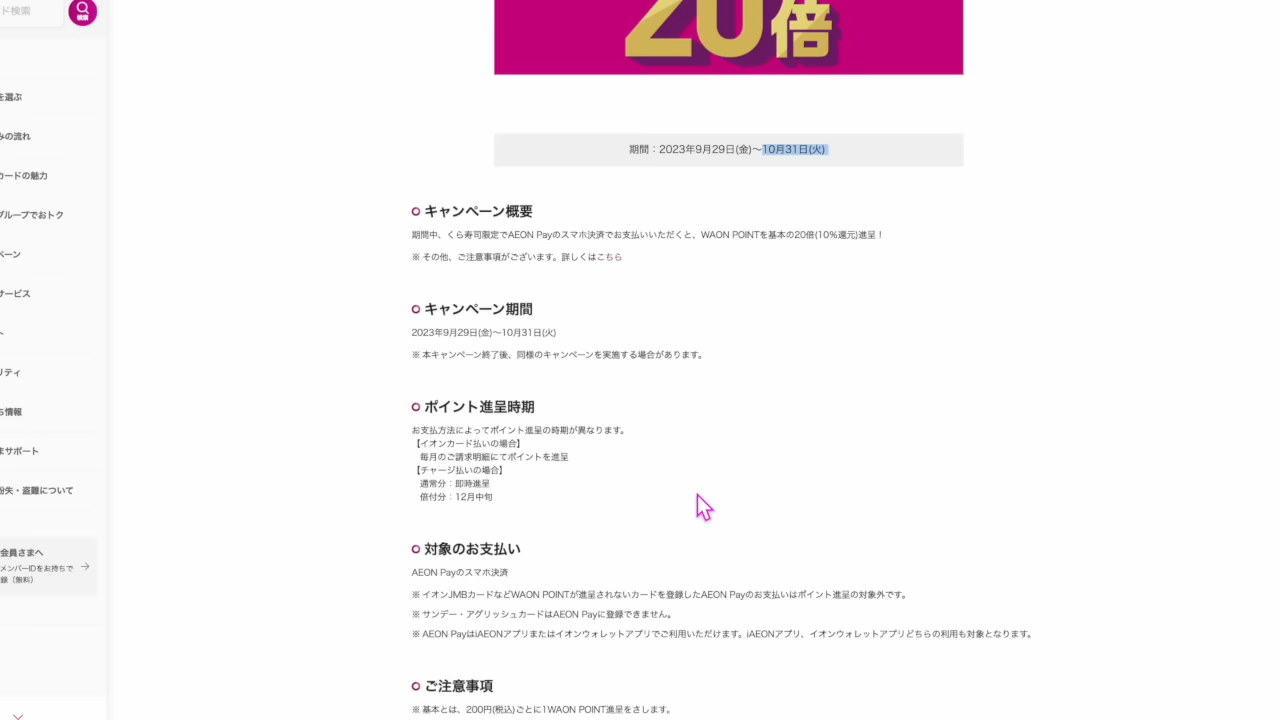 ド検索
検索
を選ぶ
みの流れ
カードの魅力
グループでおトク
ペーン
サービス
ト
リティ
ち情報
まサポート
紛失・盗難について
会員さまへ
メンバーIDをお持ちで
録（無料）
20倍
期間：2023年9月29日(金)〜10月31日(火)
キャンペーン概要
期間中、くら寿司限定でAEON Payのスマホ決済でお支払いいただくと、WAON POINTを基本の20倍(10％還元)進呈！
※ その他、ご注意事項がございます。詳しくはこちら
キャンペーン期間
2023年9月29日(金)〜10月31日(火)
※ 本キャンペーン終了後、同様のキャンペーンを実施する場合があります。
ポイント進呈時期
お支払方法によってポイント進呈の時期が異なります。
【イオンカード払いの場合】
毎月のご請求明細にてポイントを進呈
【チャージ払いの場合】
通常分：即時進呈
倍付分：12月中旬
対象のお支払い
AEON Payのスマホ決済
※ イオンJMBカードなどWAON POINTが進呈されないカードを登録したAEON Payのお支払いはポイント進呈の対象外です。
※ サンデー・アグリッシュカードはAEON Payに登録できません。
※ AEON PayはiAEONアプリまたはイオンウォレットアプリでご利用いただけます。iAEONアプリ、イオンウォレットアプリどちらの利用も対象となります。
ご注意事項
※ 基本とは、200円(税込)ごとに1WAON POINT進呈をさします。